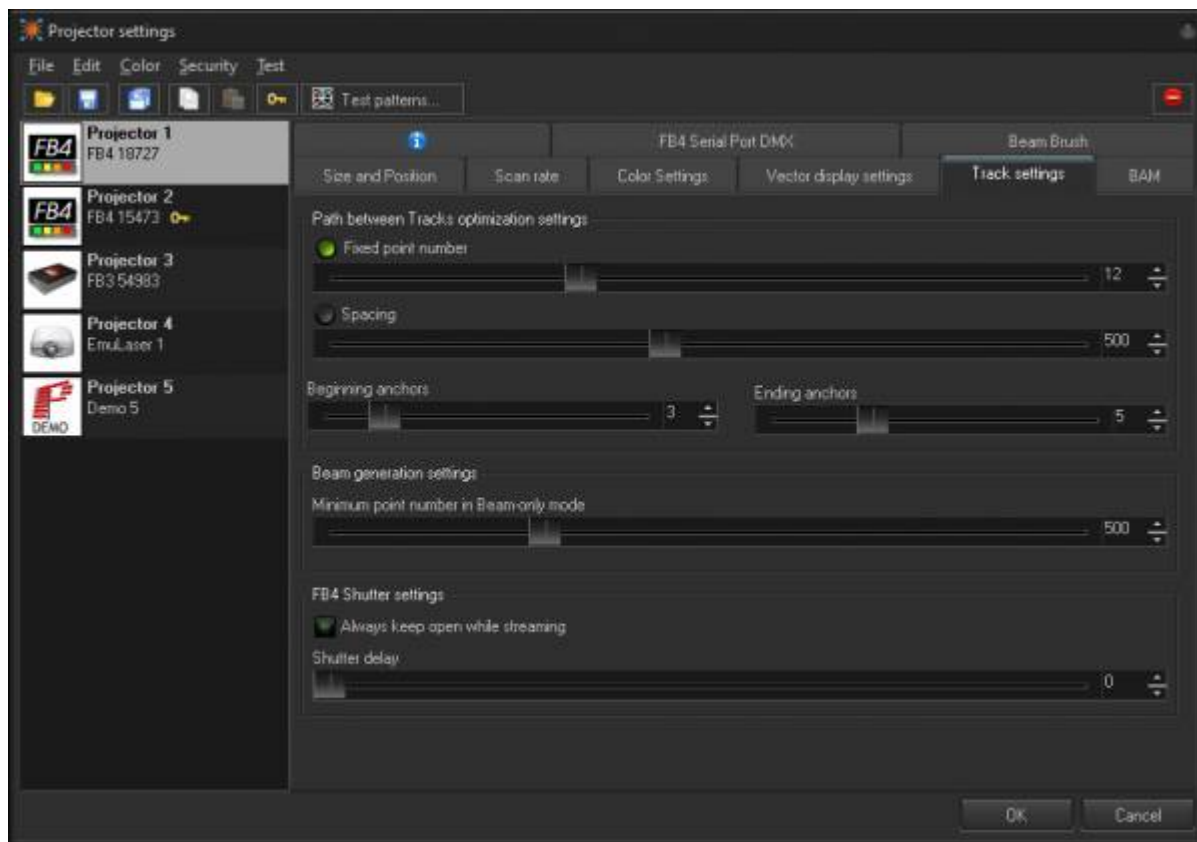 Projector settings
File Edit Color Security Test
Test patterns...
FB4 Projector 1
FB4 18727
FB4 Projector 2
FB4 15473
Projector 3
FB3 54983
Projector 4
EmuLaser 1
Projector 5
Demo 5
DEMO
FB4 Serial Port DMX Beam Brush
Size and Position Scan rate Color Settings Vector display settings Track settings BAM
Path between Tracks optimization settings
Fixed point number
12
Spacing
500
Beginning anchors
3
Ending anchors
5
Beam generation settings
Minimum point number in Beam-only mode
500
FB4 Shutter settings
Always keep open while streaming
Shutter delay
0
OK Cancel